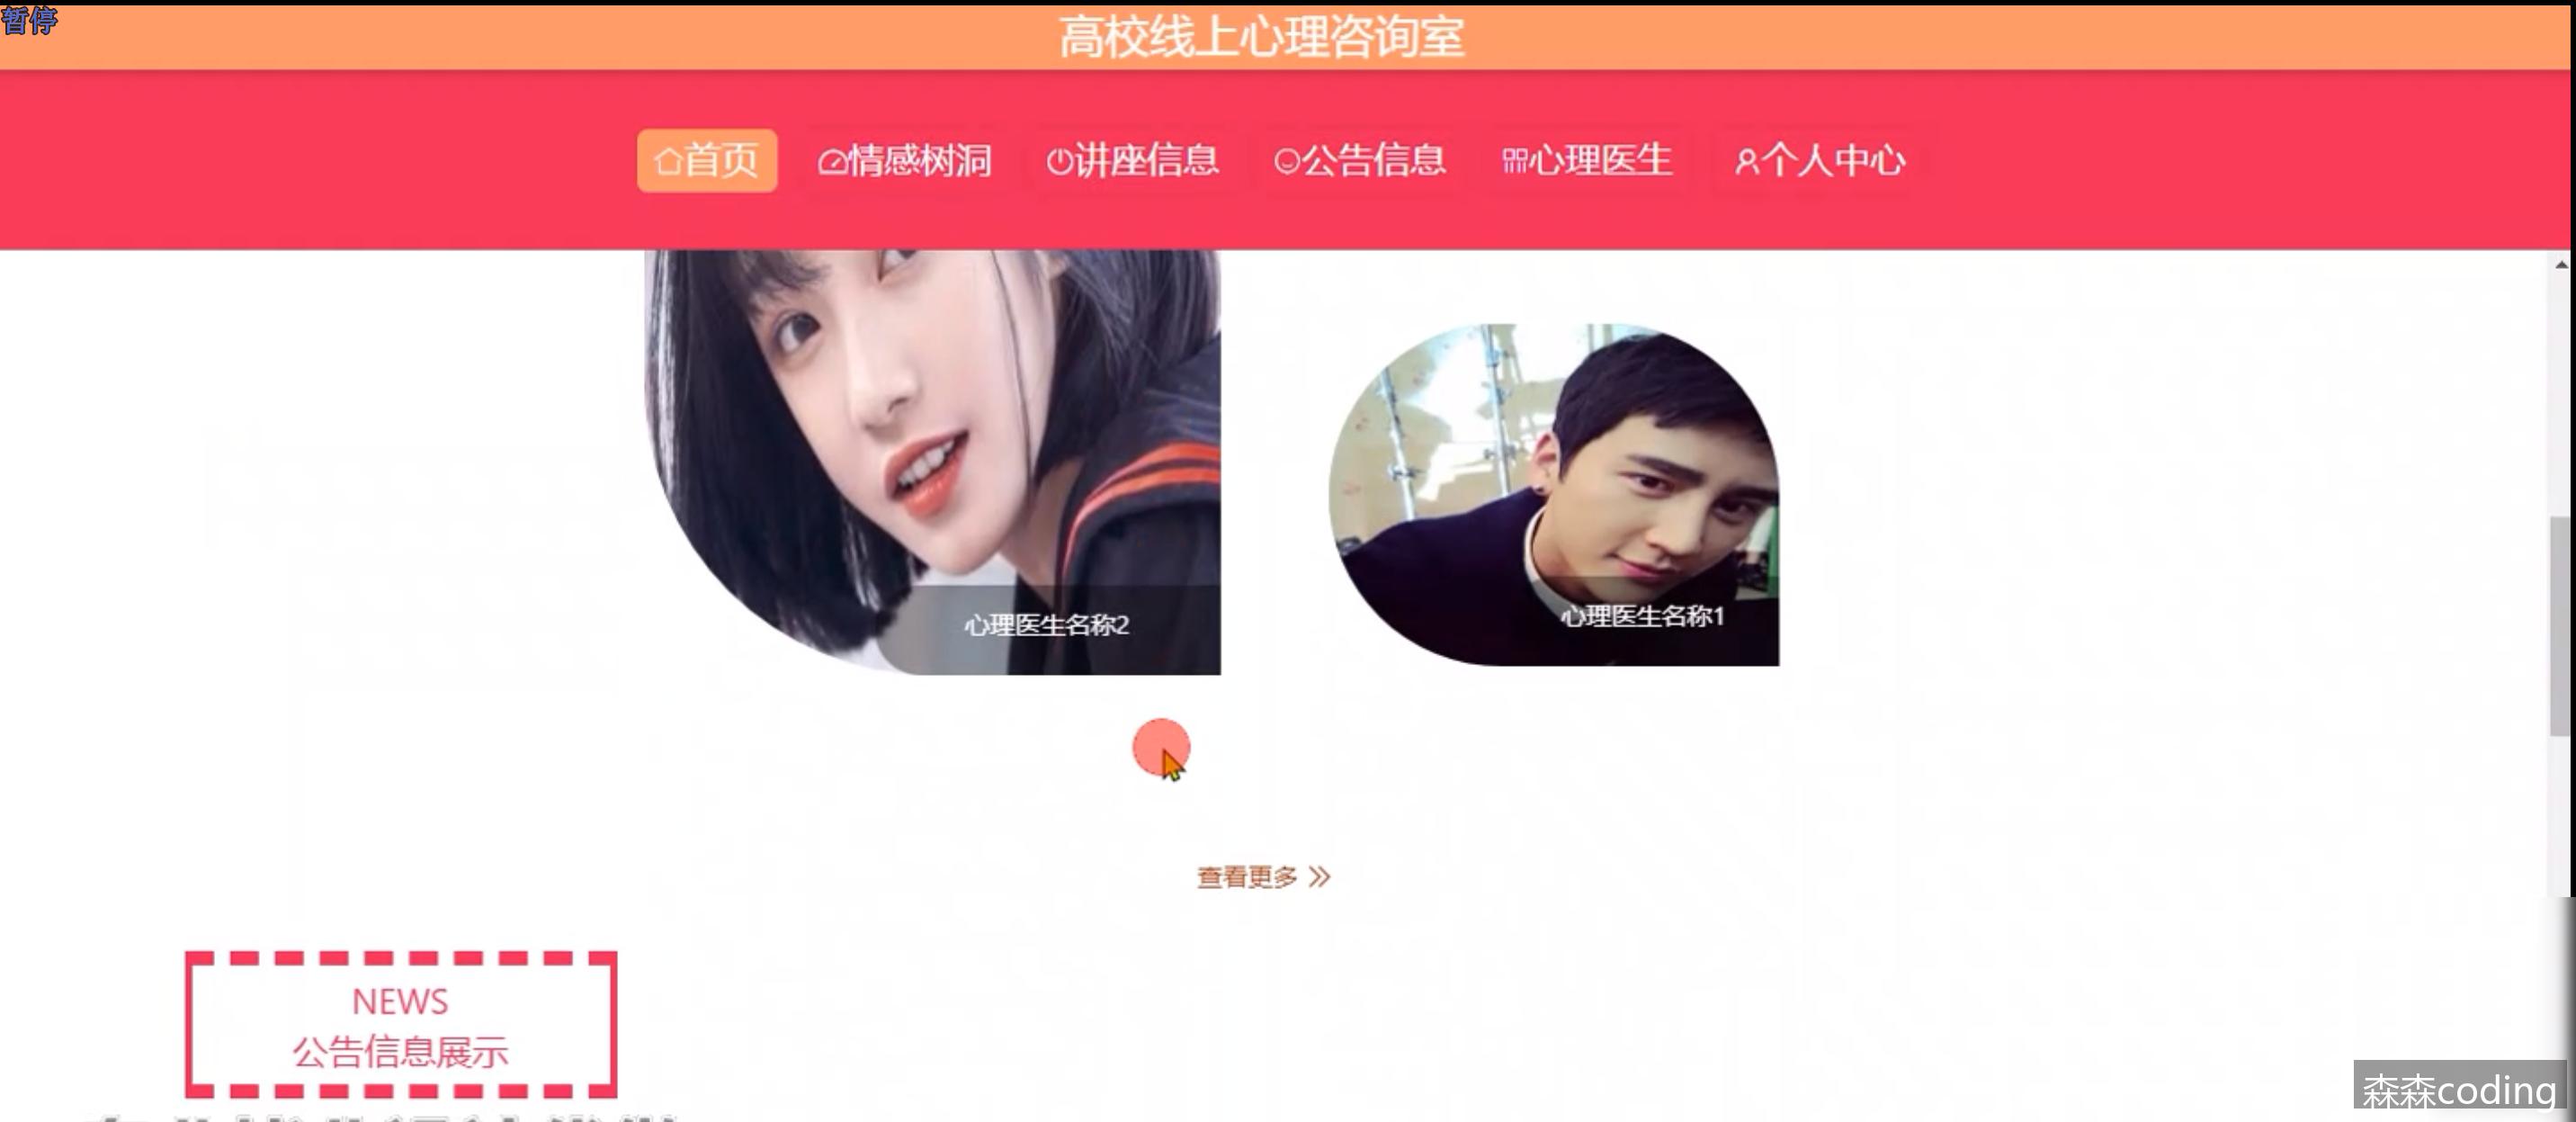 暂停
高校线上心理咨询室
首页 情感树洞 讲座信息 公告信息 心理医生 个人中心
心理医生名称2
心理医生名称1
查看更多 »
NEWS
公告信息展示
森森coding